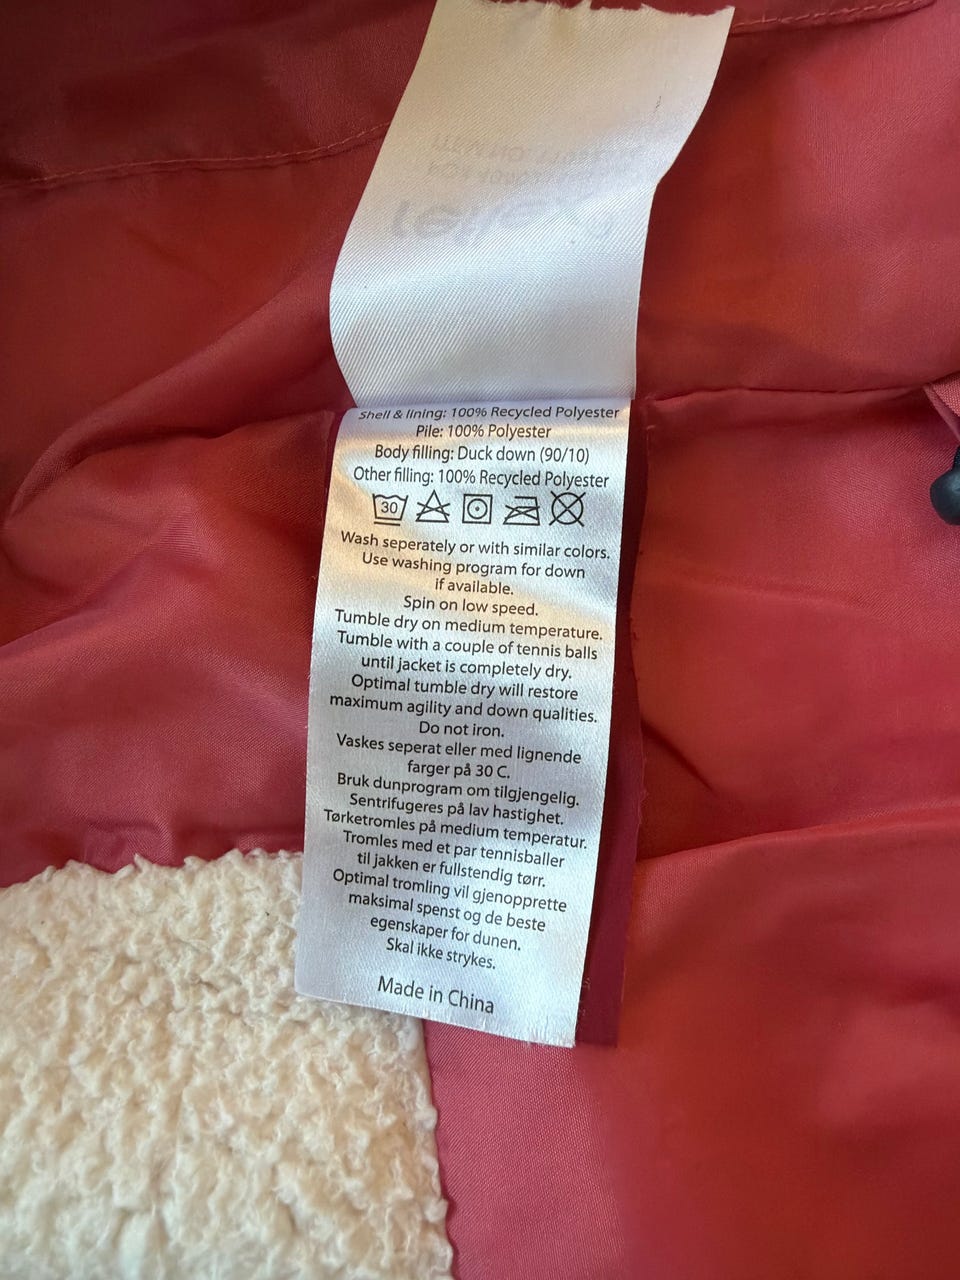 Shell & lining: 100% Recycled Polyester
Pile: 100% Polyester
Body filling: Duck down (90/10)
Other filling: 100% Recycled Polyester
30
Wash seperately or with similar colors.
Use washing program for down
if available.
Spin on low speed.
Tumble dry on medium temperature.
Tumble with a couple of tennis balls
until jacket is completely dry.
Optimal tumble dry will restore
maximum agility and down qualities.
Do not iron.
Vaskes seperat eller med lignende
farger på 30 C.
Bruk dunprogram om tilgjengelig.
Sentrifugeres på lav hastighet.
Tørketromles på medium temperatur.
Tromles med et par tennisballer
til jakken er fullstendig tørr.
Optimal tromling vil gjenopprette
maksimal spenst og de beste
egenskaper for dunen.
Skal ikke strykes.
Made in China